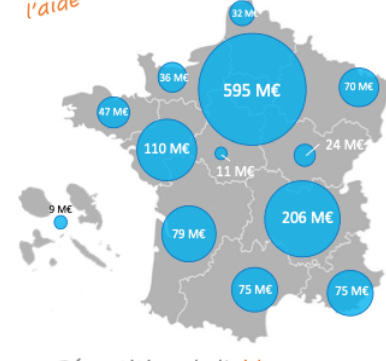 l'aide
32 M€
36 M€
595 M€
70 M€
47 M€
110 M€
24 M€
11 M€
9 M€
206 M€
79 M€
75 M€
75 M€